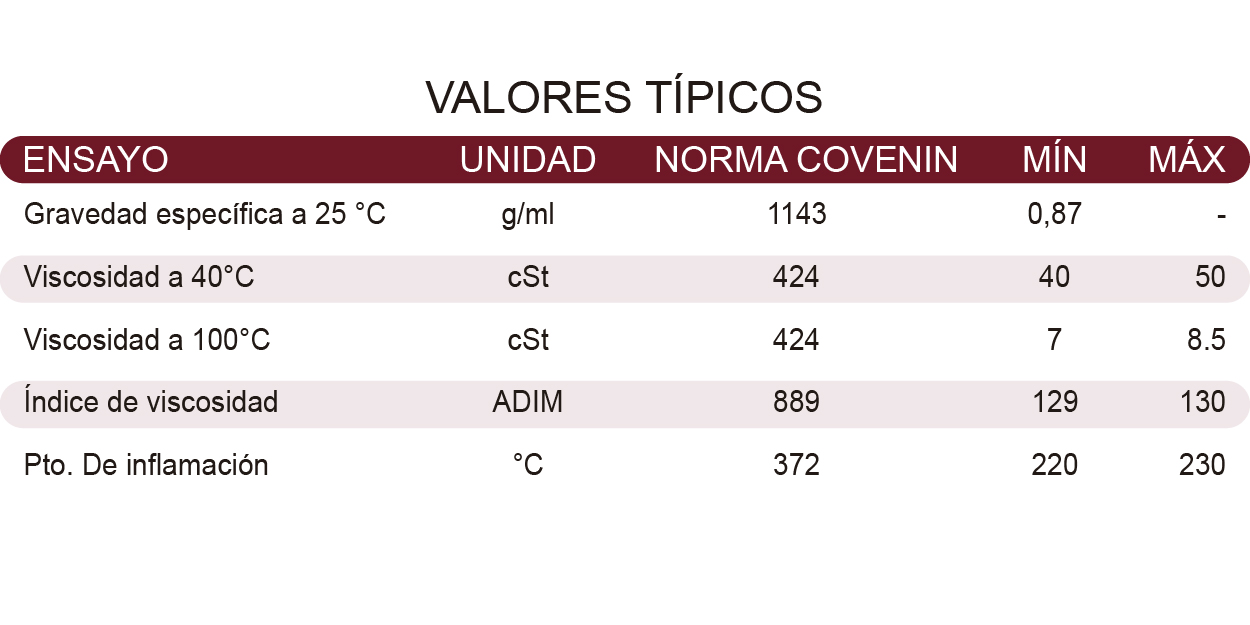 VALORES TÍPICOS
ENSAYO UNIDAD NORMA COVENIN MÍN MÁX
Gravedad específica a 25 °C g/ml 1143 0,87 -
Viscosidad a 40°C cSt 424 40 50
Viscosidad a 100°C cSt 424 7 8.5
Índice de viscosidad ADIM 889 129 130
Pto. De inflamación °C 372 220 230